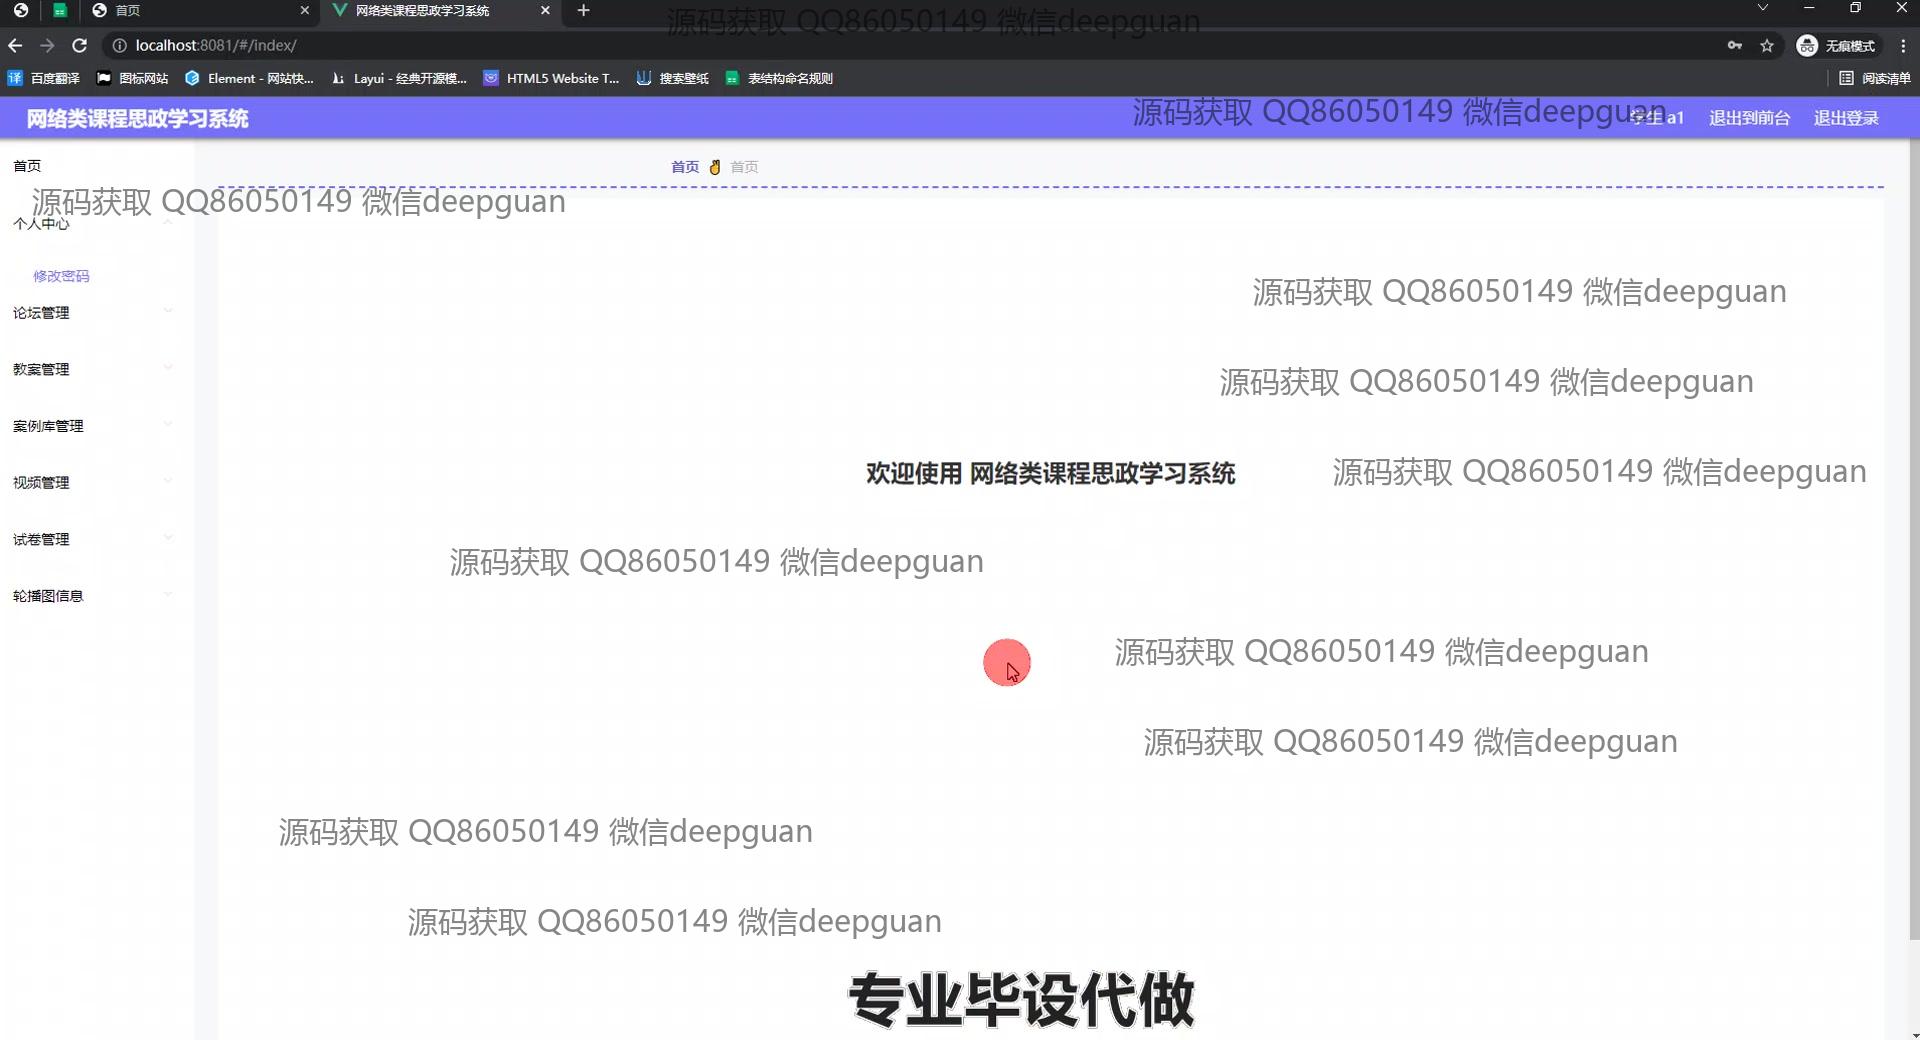 首页
网络类课程思政学习系统
源码获取 QQ86050149 微信deepguan
localhost:8081/#/index/
无痕模式
百度翻译
图标网站
Element - 网站快...
Layui - 经典开源模...
HTML5 Website T...
搜索壁纸
表结构命名规则
阅读清单
网络类课程思政学习系统
源码获取 QQ86050149 微信deepguan
学生 a1
退出到前台
退出登录
首页
首页
首页
源码获取 QQ86050149 微信deepguan
个人中心
修改密码
源码获取 QQ86050149 微信deepguan
论坛管理
教案管理
源码获取 QQ86050149 微信deepguan
案例库管理
欢迎使用 网络类课程思政学习系统
源码获取 QQ86050149 微信deepguan
视频管理
试卷管理
源码获取 QQ86050149 微信deepguan
轮播图信息
源码获取 QQ86050149 微信deepguan
源码获取 QQ86050149 微信deepguan
源码获取 QQ86050149 微信deepguan
源码获取 QQ86050149 微信deepguan
专业毕设代做